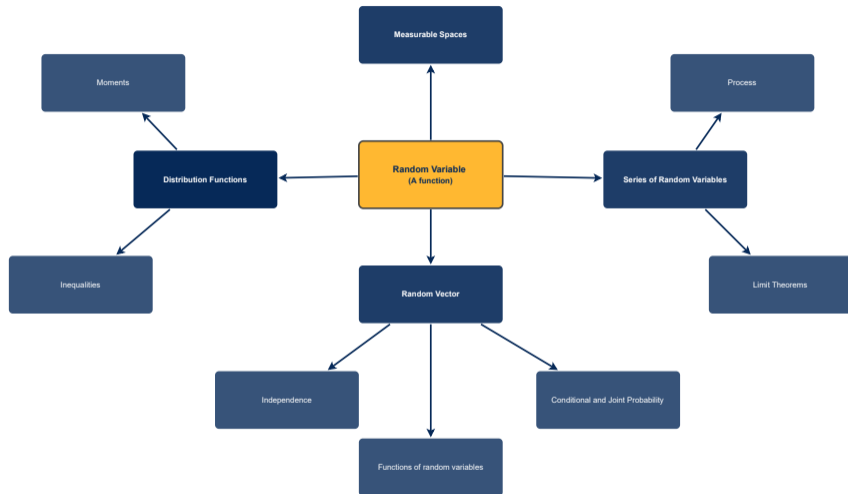 Measurable Spaces
Moments
Process
Random Variable
(A function)
Distribution Functions
Series of Random Variables
Inequalities
Random Vector
Limit Theorems
Independence
Conditional and Joint Probability
Functions of random variables